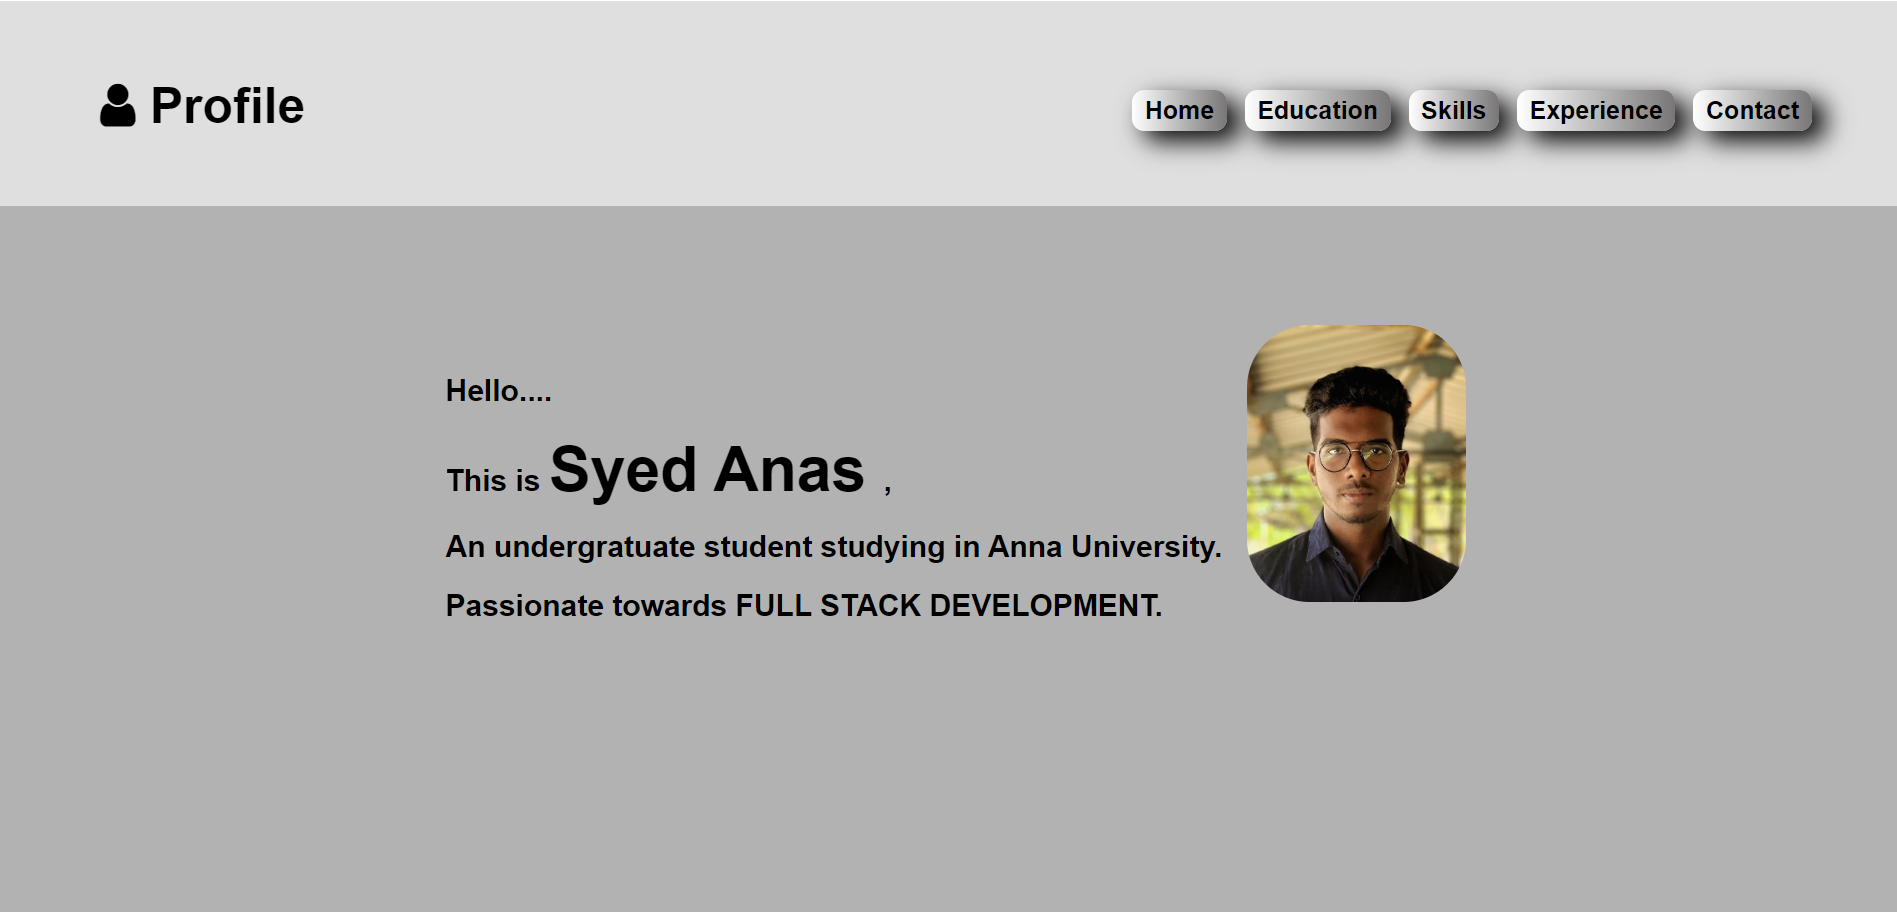 Profile
Home Education Skills Experience Contact
Hello....
This is Syed Anas ,
An undergratuate student studying in Anna University.
Passionate towards FULL STACK DEVELOPMENT.